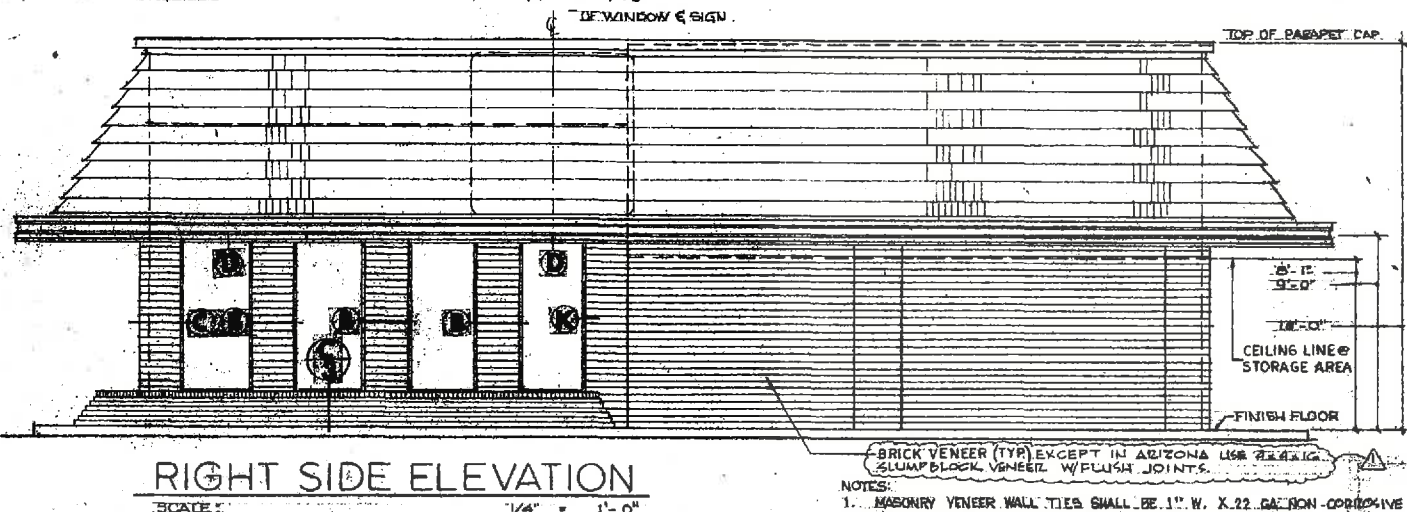 ℄ OF WINDOW & SIGN.
TOP OF PARAPET CAP
D D
C B B B K
S
8'-1"
9'-0"
CEILING LINE @
STORAGE AREA
FINISH FLOOR
BRICK VENEER (TYP) EXCEPT IN ARIZONA USE
SLUMPBLOCK VENEER W/FLUSH JOINTS.
RIGHT SIDE ELEVATION
SCALE: 1/4" = 1'-0"
NOTES:
1. MASONRY VENEER WALL TIES SHALL BE 1" W. X 22 GA. NON-CORROSIVE